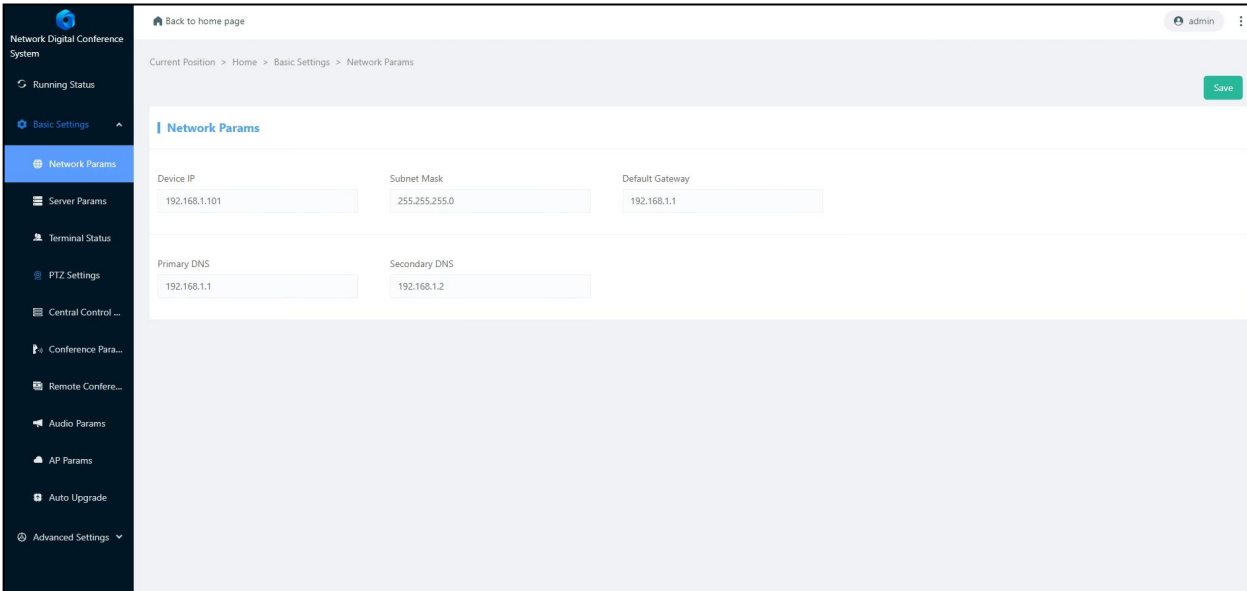 Network Digital Conference
System
Back to home page
admin
Current Position > Home > Basic Settings > Network Params
Save
Running Status
Basic Settings
Network Params
Server Params
Terminal Status
PTZ Settings
Central Control ...
Conference Para...
Remote Confere...
Audio Params
AP Params
Auto Upgrade
Advanced Settings
Network Params
Device IP
Subnet Mask
Default Gateway
192.168.1.101
255.255.255.0
192.168.1.1
Primary DNS
Secondary DNS
192.168.1.1
192.168.1.2